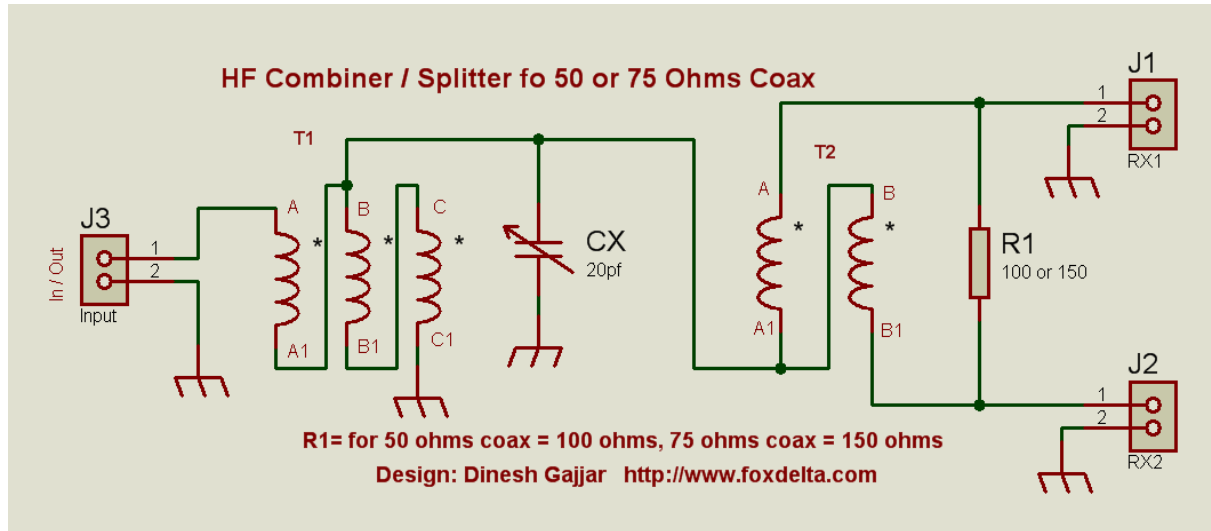 HF Combiner / Splitter fo 50 or 75 Ohms Coax
J1
1
2
RX1
T1
T2
A
B
C
A
B
J3
1
2
In / Out
Input
*
*
*
*
*
CX
20pf
R1
100 or 150
A1
B1
C1
A1
B1
J2
1
2
RX2
R1= for 50 ohms coax = 100 ohms, 75 ohms coax = 150 ohms
Design: Dinesh Gajjar http://www.foxdelta.com